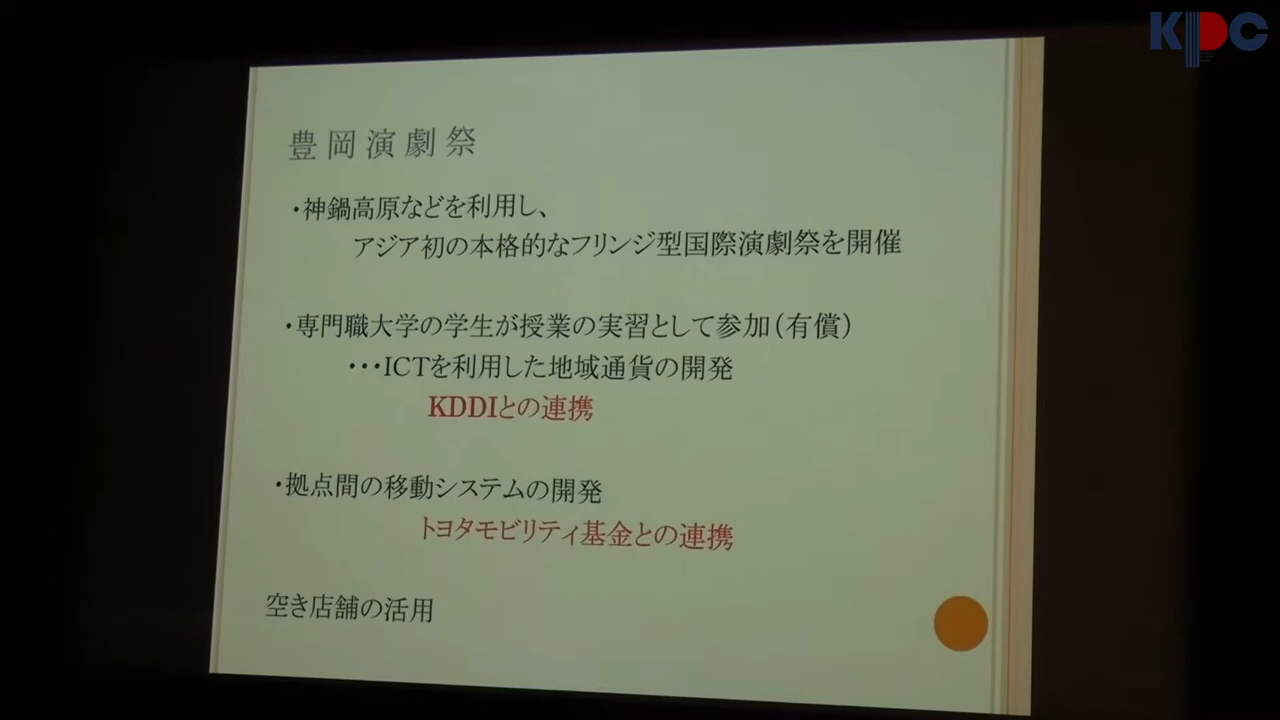 KPC
豊岡演劇祭
・神鍋高原などを利用し、
アジア初の本格的なフリンジ型国際演劇祭を開催
・専門職大学の学生が授業の実習として参加（有償）
・・・ICTを利用した地域通貨の開発
KDDIとの連携
・拠点間の移動システムの開発
トヨタモビリティ基金との連携
空き店舗の活用